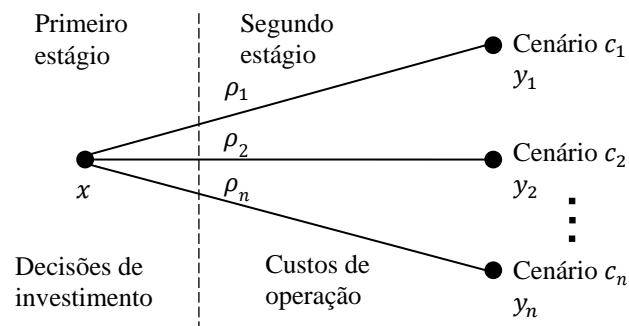 Primeiro
estágio
Segundo
estágio
ρ₁
Cenário c₁
y₁
ρ₂
Cenário c₂
y₂
x
ρₙ
Cenário cₙ
yₙ
Decisões de
investimento
Custos de
operação